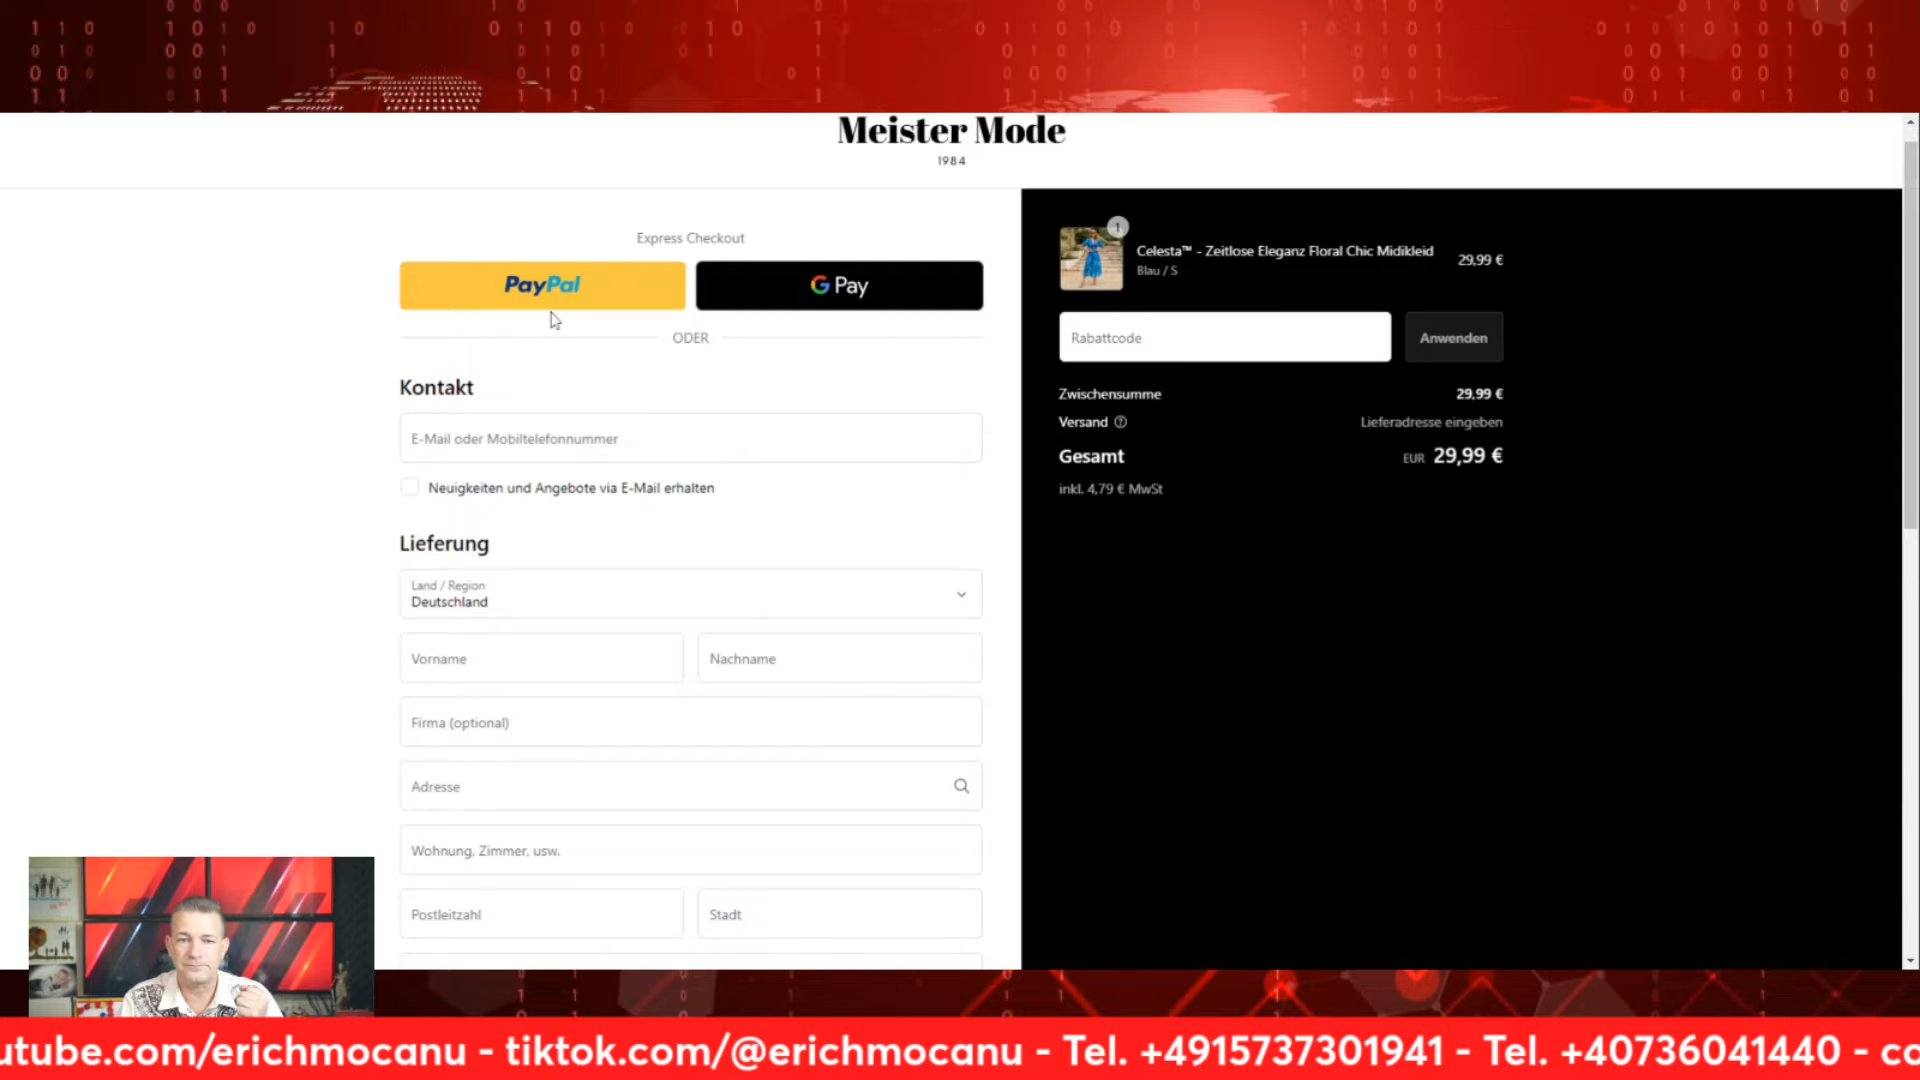 Meister Mode
1984
Express Checkout
PayPal
G Pay
ODER
Kontakt
E-Mail oder Mobiltelefonnummer
Neuigkeiten und Angebote via E-Mail erhalten
Lieferung
Land / Region
Deutschland
Vorname
Nachname
Firma (optional)
Adresse
Wohnung, Zimmer, usw.
Postleitzahl
Stadt
1
Celesta™ - Zeitlose Eleganz Floral Chic Midikleid
29,99 €
Blau / S
Rabattcode
Anwenden
Zwischensumme
29,99 €
Versand
Lieferadresse eingeben
Gesamt
EUR 29,99 €
inkl. 4,79 € MwSt
utube.com/erichmocanu - tiktok.com/@erichmocanu - Tel. +4915737301941 - Tel. +40736041440 - co